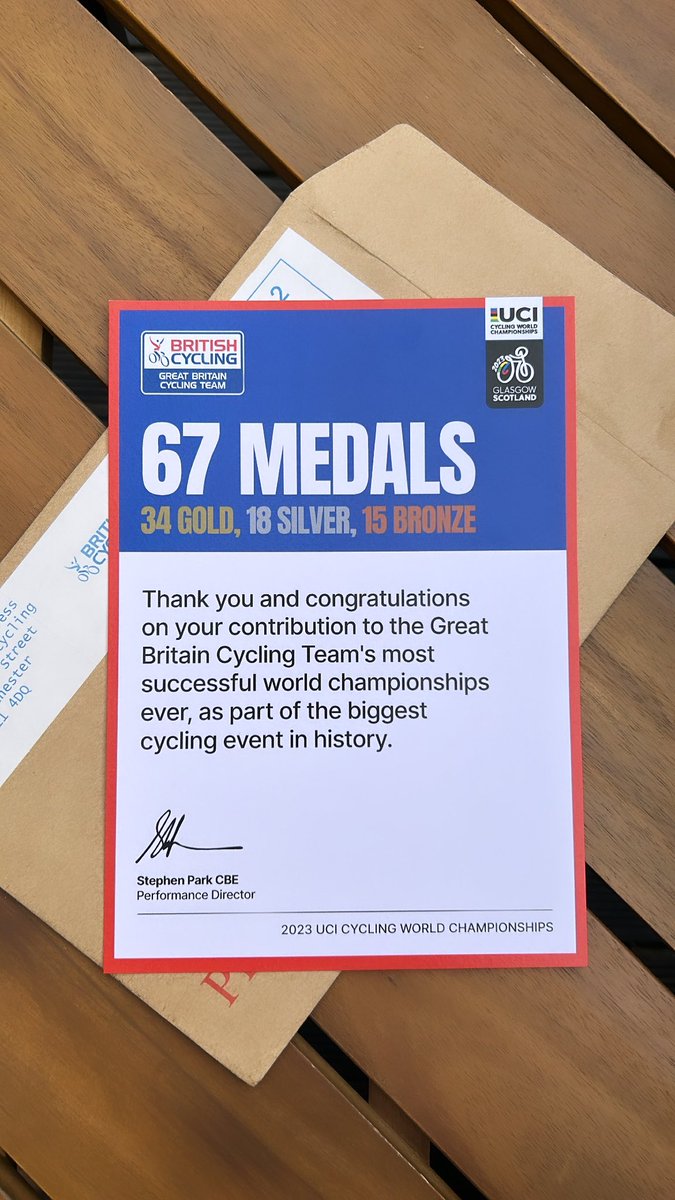 BRITISH
CYCLING
GREAT BRITAIN
CYCLING TEAM
UCI
CYCLING WORLD
CHAMPIONSHIPS
2023
GLASGOW
SCOTLAND
67 MEDALS
34 GOLD, 18 SILVER, 15 BRONZE
Thank you and congratulations
on your contribution to the Great
Britain Cycling Team's most
successful world championships
ever, as part of the biggest
cycling event in history.
Stephen Park CBE
Performance Director
2023 UCI CYCLING WORLD CHAMPIONSHIPS
2
Street
4DQ